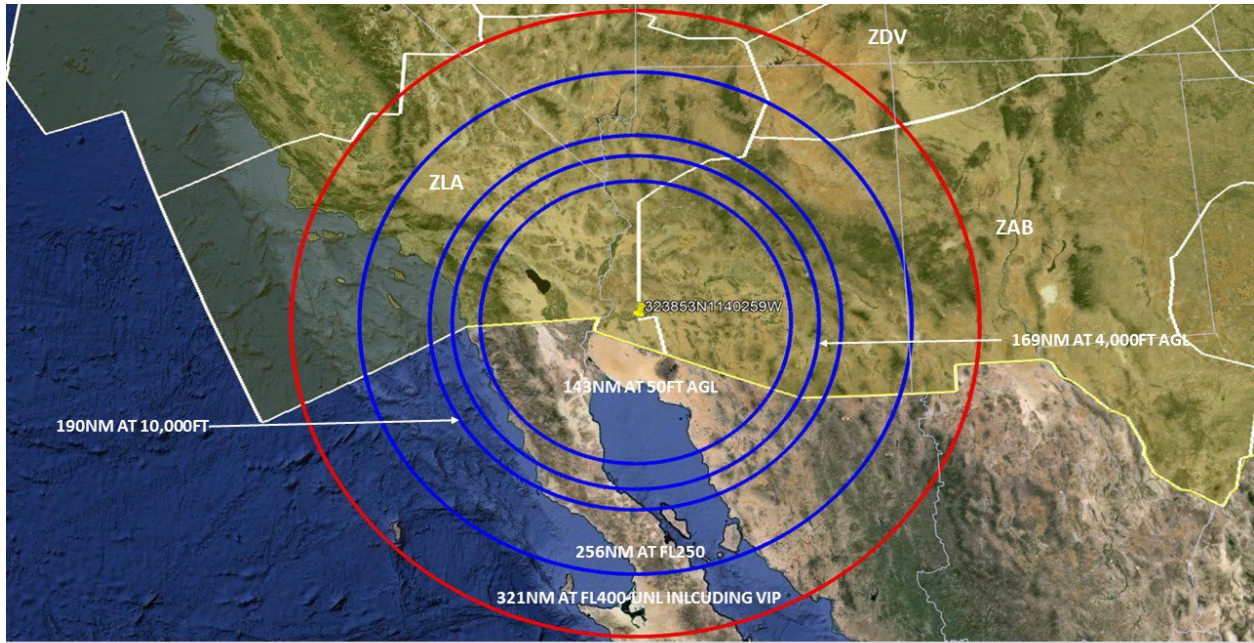 ZDV
ZLA
ZAB
323853N1140259W
169NM AT 4,000FT AGL
143NM AT 50FT AGL
190NM AT 10,000FT
256NM AT FL250
321NM AT FL400-UNL INLCUDING VIP